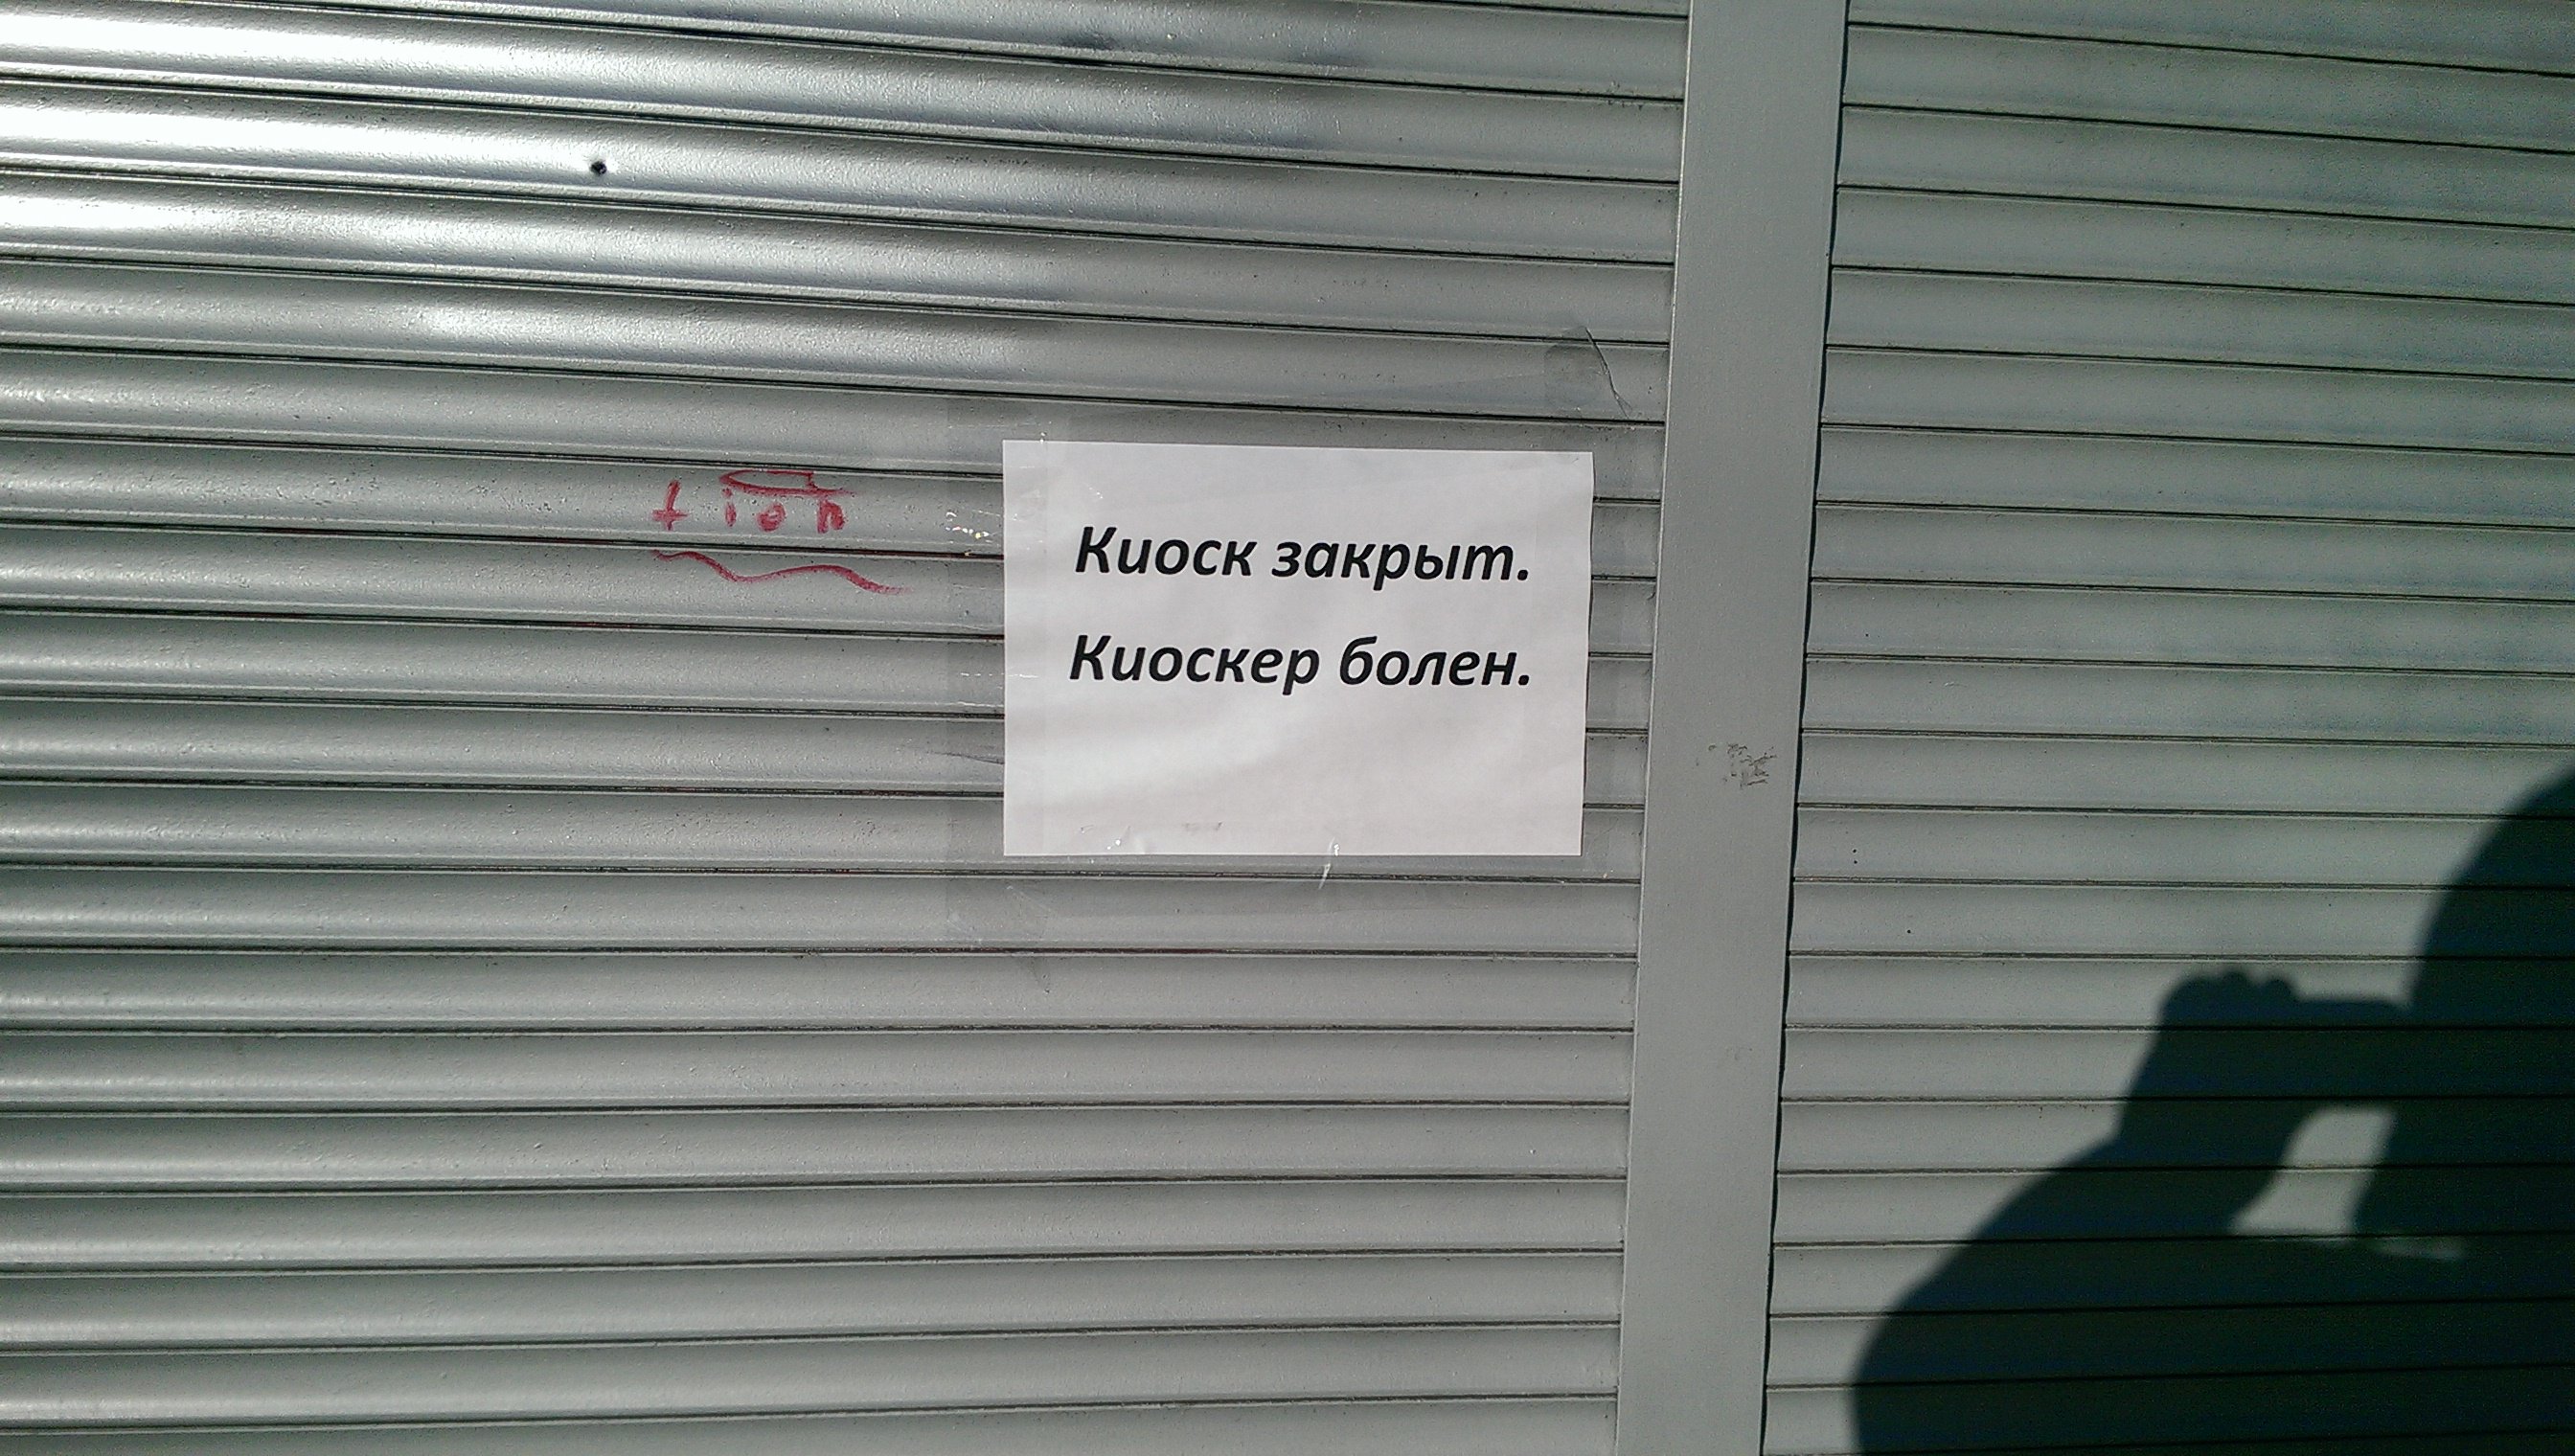 Киоск закрыт.
Киоскер болен.